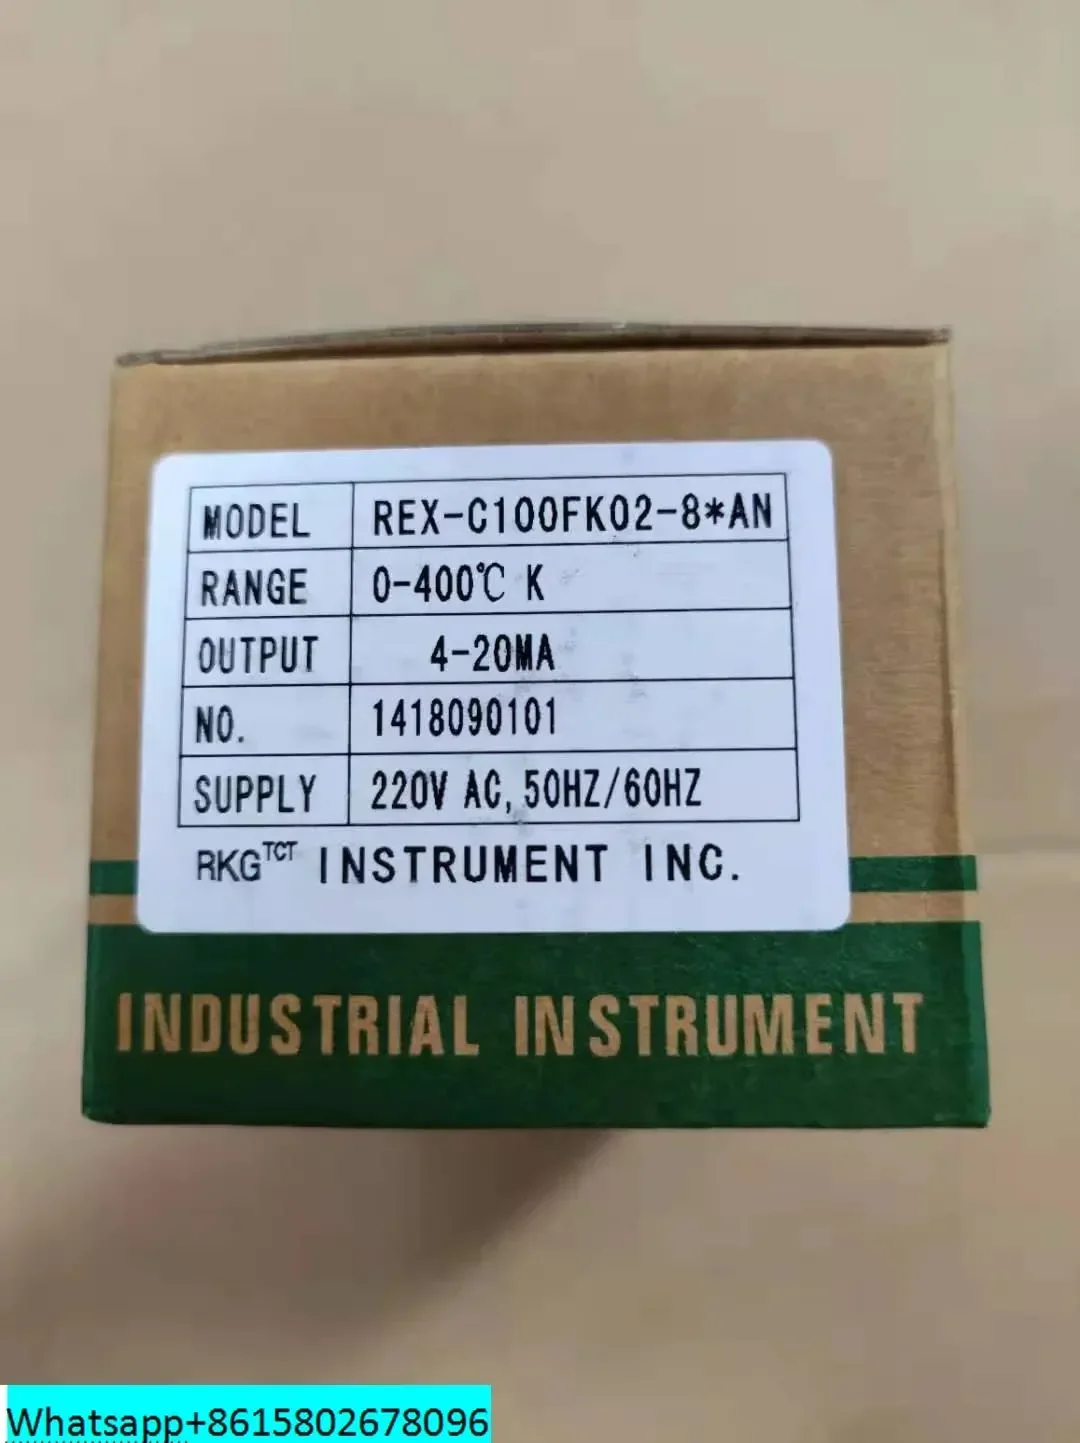 MODEL REX-C100FK02-8*AN
RANGE 0-400℃ K
OUTPUT 4-20MA
NO. 1418090101
SUPPLY 220V AC, 50HZ/60HZ
RKGTCT INSTRUMENT INC.
INDUSTRIAL INSTRUMENT
Whatsapp+8615802678096